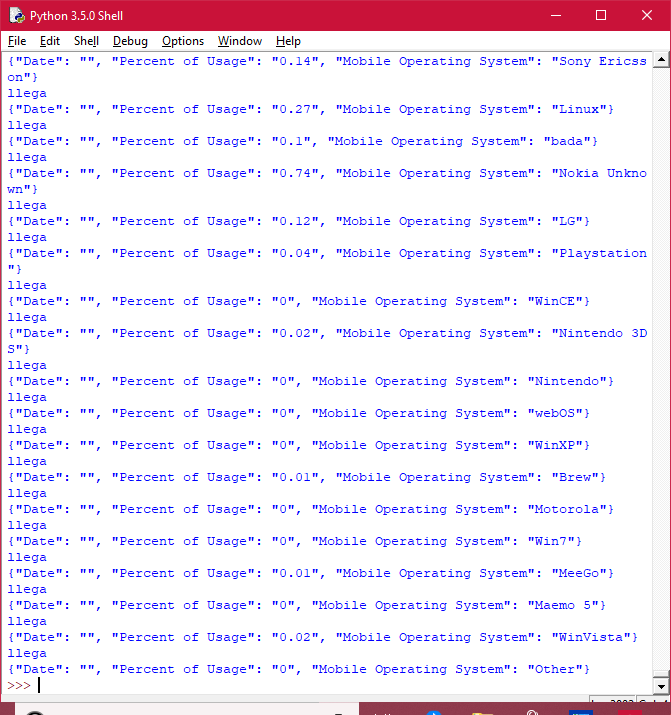 Python 3.5.0 Shell
File Edit Shell Debug Options Window Help
{"Date": "", "Percent of Usage": "0.14", "Mobile Operating System": "Sony Ericss
on"}
llega
{"Date": "", "Percent of Usage": "0.27", "Mobile Operating System": "Linux"}
llega
{"Date": "", "Percent of Usage": "0.1", "Mobile Operating System": "bada"}
llega
{"Date": "", "Percent of Usage": "0.74", "Mobile Operating System": "Nokia Unkno
wn"}
llega
{"Date": "", "Percent of Usage": "0.12", "Mobile Operating System": "LG"}
llega
{"Date": "", "Percent of Usage": "0.04", "Mobile Operating System": "Playstation
"}
llega
{"Date": "", "Percent of Usage": "0", "Mobile Operating System": "WinCE"}
llega
{"Date": "", "Percent of Usage": "0.02", "Mobile Operating System": "Nintendo 3D
S"}
llega
{"Date": "", "Percent of Usage": "0", "Mobile Operating System": "Nintendo"}
llega
{"Date": "", "Percent of Usage": "0", "Mobile Operating System": "webOS"}
llega
{"Date": "", "Percent of Usage": "0", "Mobile Operating System": "WinXP"}
llega
{"Date": "", "Percent of Usage": "0.01", "Mobile Operating System": "Brew"}
llega
{"Date": "", "Percent of Usage": "0", "Mobile Operating System": "Motorola"}
llega
{"Date": "", "Percent of Usage": "0", "Mobile Operating System": "Win7"}
llega
{"Date": "", "Percent of Usage": "0.01", "Mobile Operating System": "MeeGo"}
llega
{"Date": "", "Percent of Usage": "0", "Mobile Operating System": "Maemo 5"}
llega
{"Date": "", "Percent of Usage": "0.02", "Mobile Operating System": "WinVista"}
llega
{"Date": "", "Percent of Usage": "0", "Mobile Operating System": "Other"}
>>>